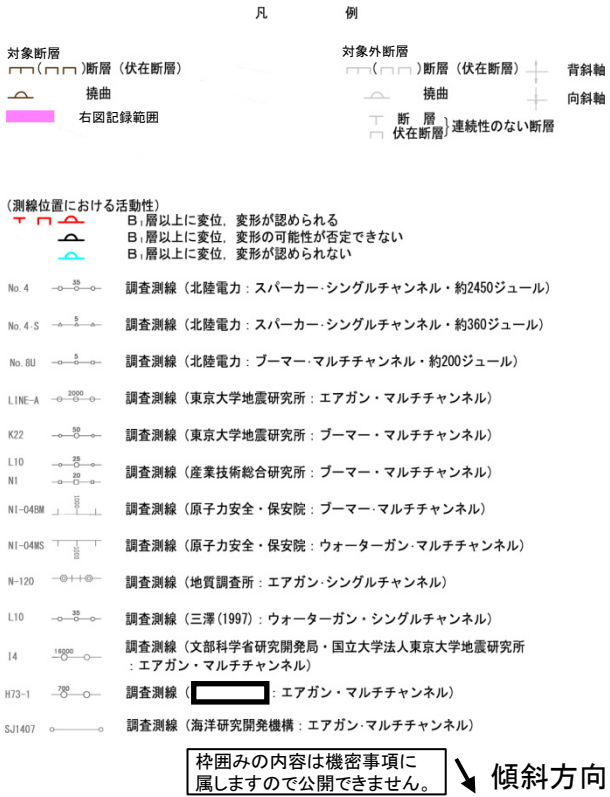 凡 例
対象断層
( )断層（伏在断層）
撓曲
右図記録範囲
対象外断層
( )断層（伏在断層）
撓曲
断 層
伏在断層}連続性のない断層
背斜軸
向斜軸
(測線位置における活動性)
B₁層以上に変位，変形が認められる
B₁層以上に変位，変形の可能性が否定できない
B₁層以上に変位，変形が認められない
No.4 35 調査測線（北陸電力：スパーカー・シングルチャンネル・約2450ジュール）
No.4-S 5 調査測線（北陸電力：スパーカー・シングルチャンネル・約360ジュール）
No.8U 5 調査測線（北陸電力：ブーマー・マルチチャンネル・約200ジュール）
LINE-A 2000 調査測線（東京大学地震研究所：エアガン・マルチチャンネル）
K22 50 調査測線（東京大学地震研究所：ブーマー・マルチチャンネル）
L10 25
N1 20 調査測線（産業技術総合研究所：ブーマー・マルチチャンネル）
NI-04BM 1000 調査測線（原子力安全・保安院：ブーマー・マルチチャンネル）
NI-04WS 1000 調査測線（原子力安全・保安院：ウォーターガン・マルチチャンネル）
N-120 調査測線（地質調査所：エアガン・シングルチャンネル）
L10 35 調査測線（三澤(1997)：ウォーターガン・シングルチャンネル）
I4 16000 調査測線（文部科学省研究開発局・国立大学法人東京大学地震研究所
：エアガン・マルチチャンネル）
H73-1 700 調査測線（ ：エアガン・マルチチャンネル）
SJ1407 調査測線（海洋研究開発機構：エアガン・マルチチャンネル）
枠囲みの内容は機密事項に
属しますので公開できません。
傾斜方向